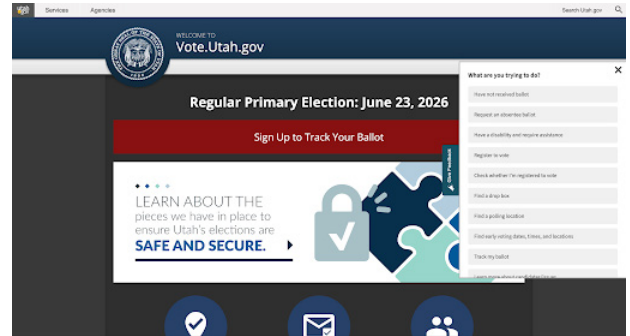 Services
Agencies
Search Utah.gov
WELCOME TO
Vote.Utah.gov
Regular Primary Election: June 23, 2026
Sign Up to Track Your Ballot
LEARN ABOUT THE
pieces we have in place to
ensure Utah's elections are
SAFE AND SECURE.
Give Feedback
What are you trying to do?
Have not received ballot
Request an absentee ballot
Have a disability and require assistance
Register to vote
Check whether I'm registered to vote
Find a drop box
Find a polling location
Find early voting dates, times, and locations
Track my ballot